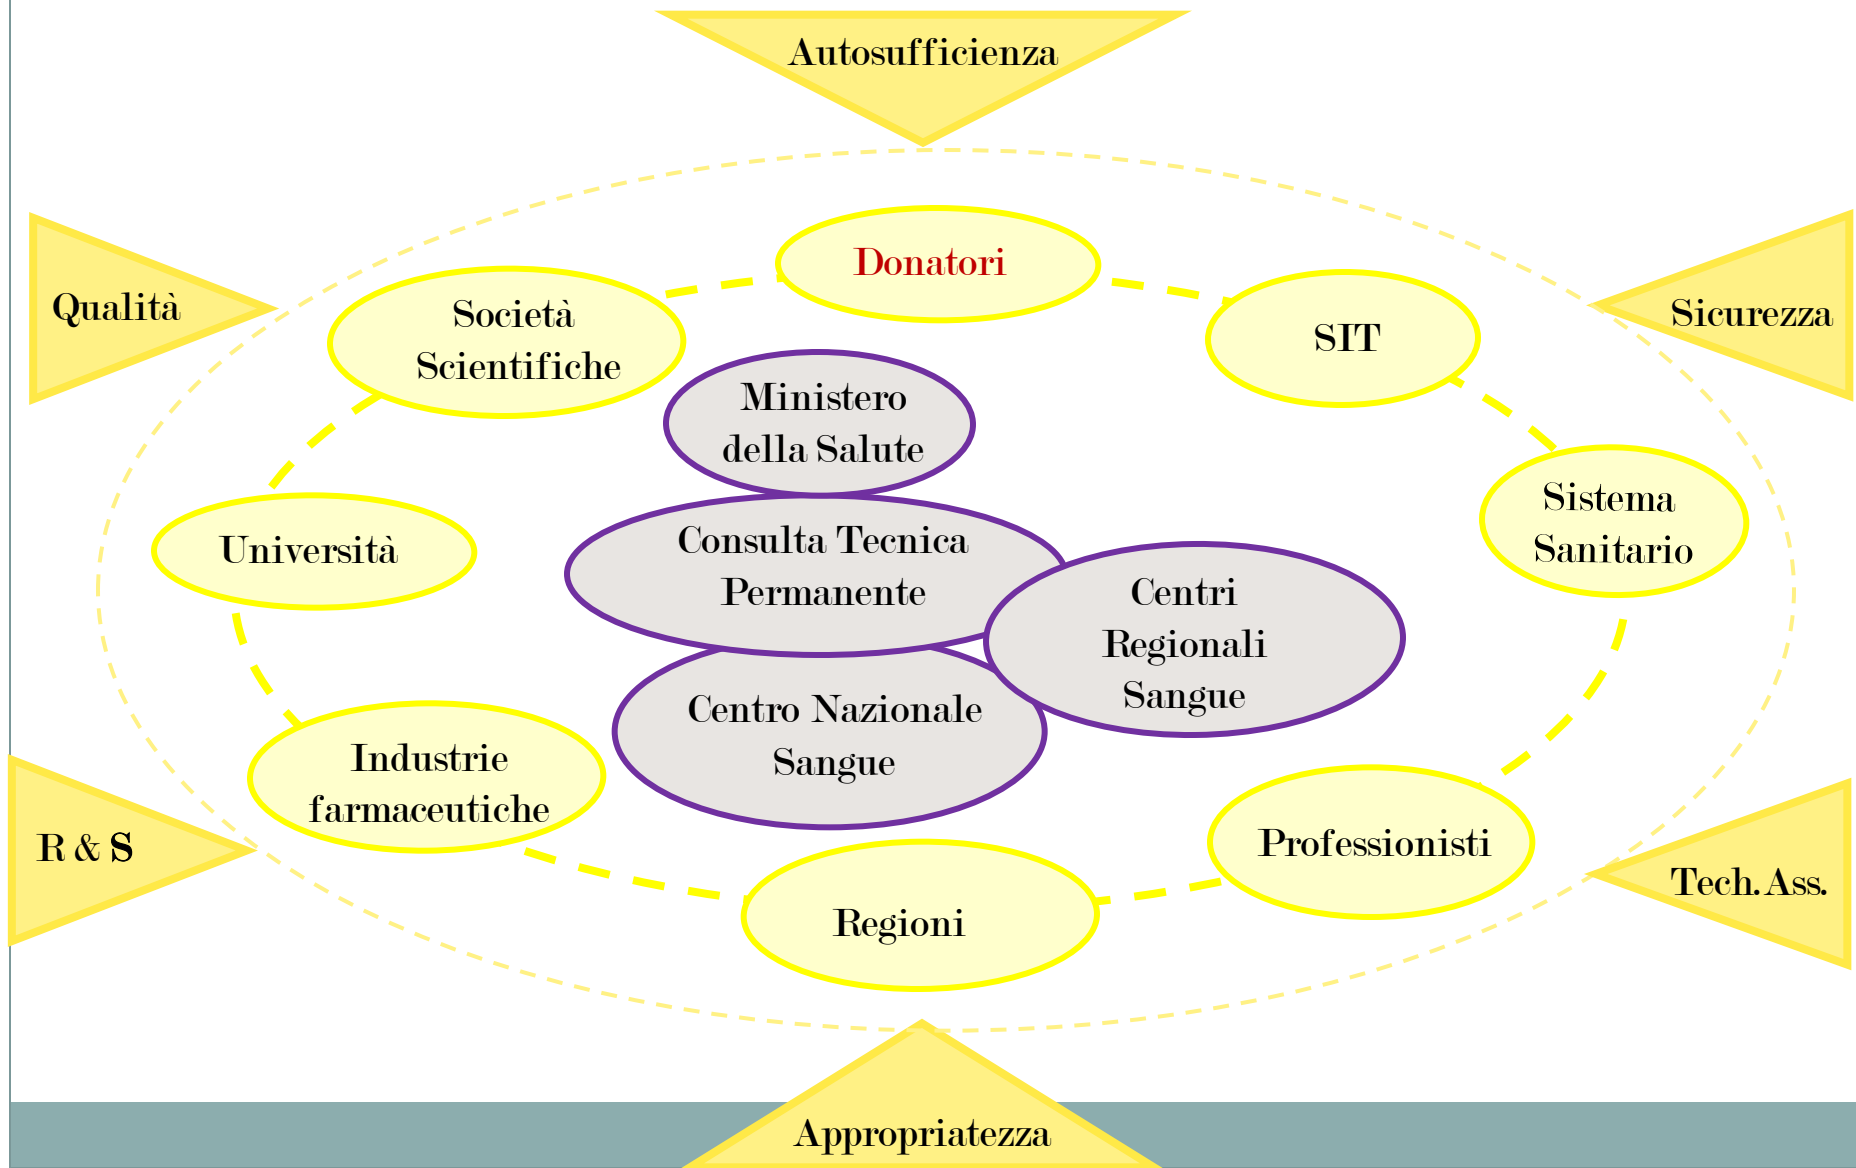 Autosufficienza
Donatori
Qualità
Società
Scientifiche
SIT
Sicurezza
Ministero
della Salute
Sistema
Sanitario
Università
Consulta Tecnica
Permanente
Centri
Regionali
Sangue
Centro Nazionale
Sangue
Industrie
farmaceutiche
R & S
Professionisti
Tech. Ass.
Regioni
Appropriatezza